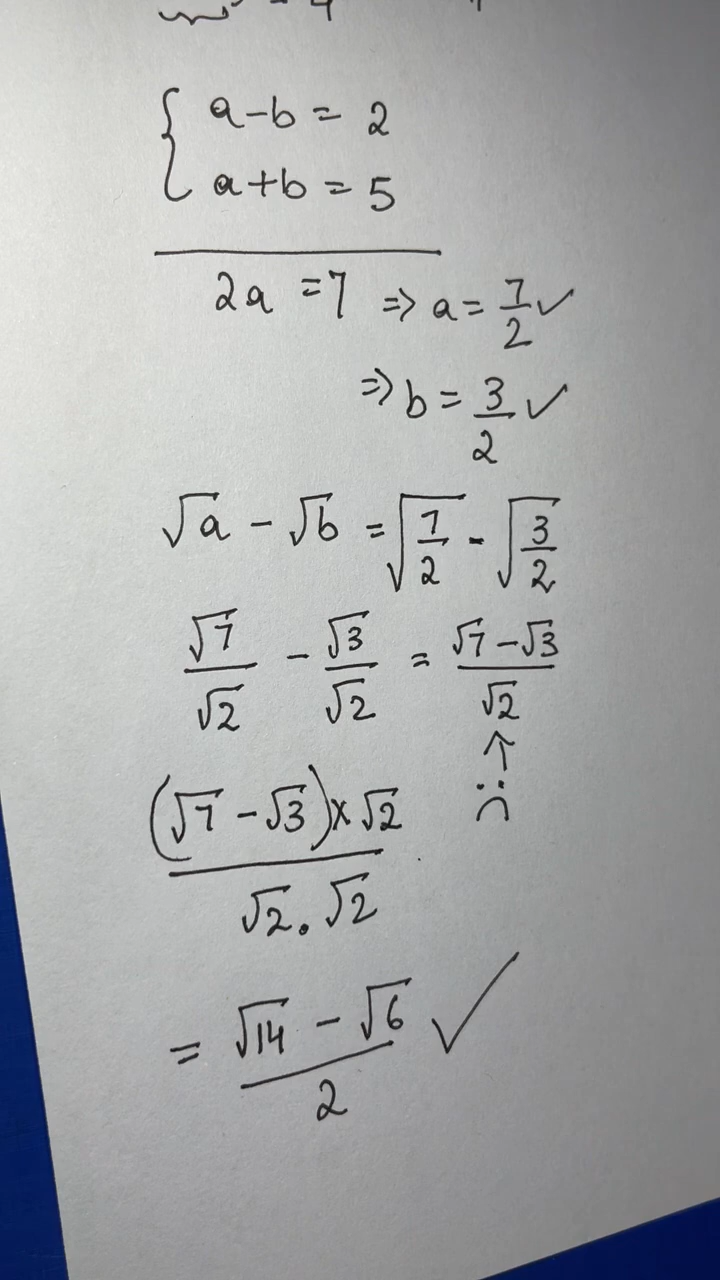 { a-b = 2
a+b = 5
2a = 7 => a = 7/2 ✓
=> b = 3/2 ✓
√a - √b = √(7/2) - √(3/2)
√7/√2 - √3/√2 = (√7-√3)/√2
↑
:(
(√7-√3)×√2 / √2.√2
= (√14 - √6)/2 ✓